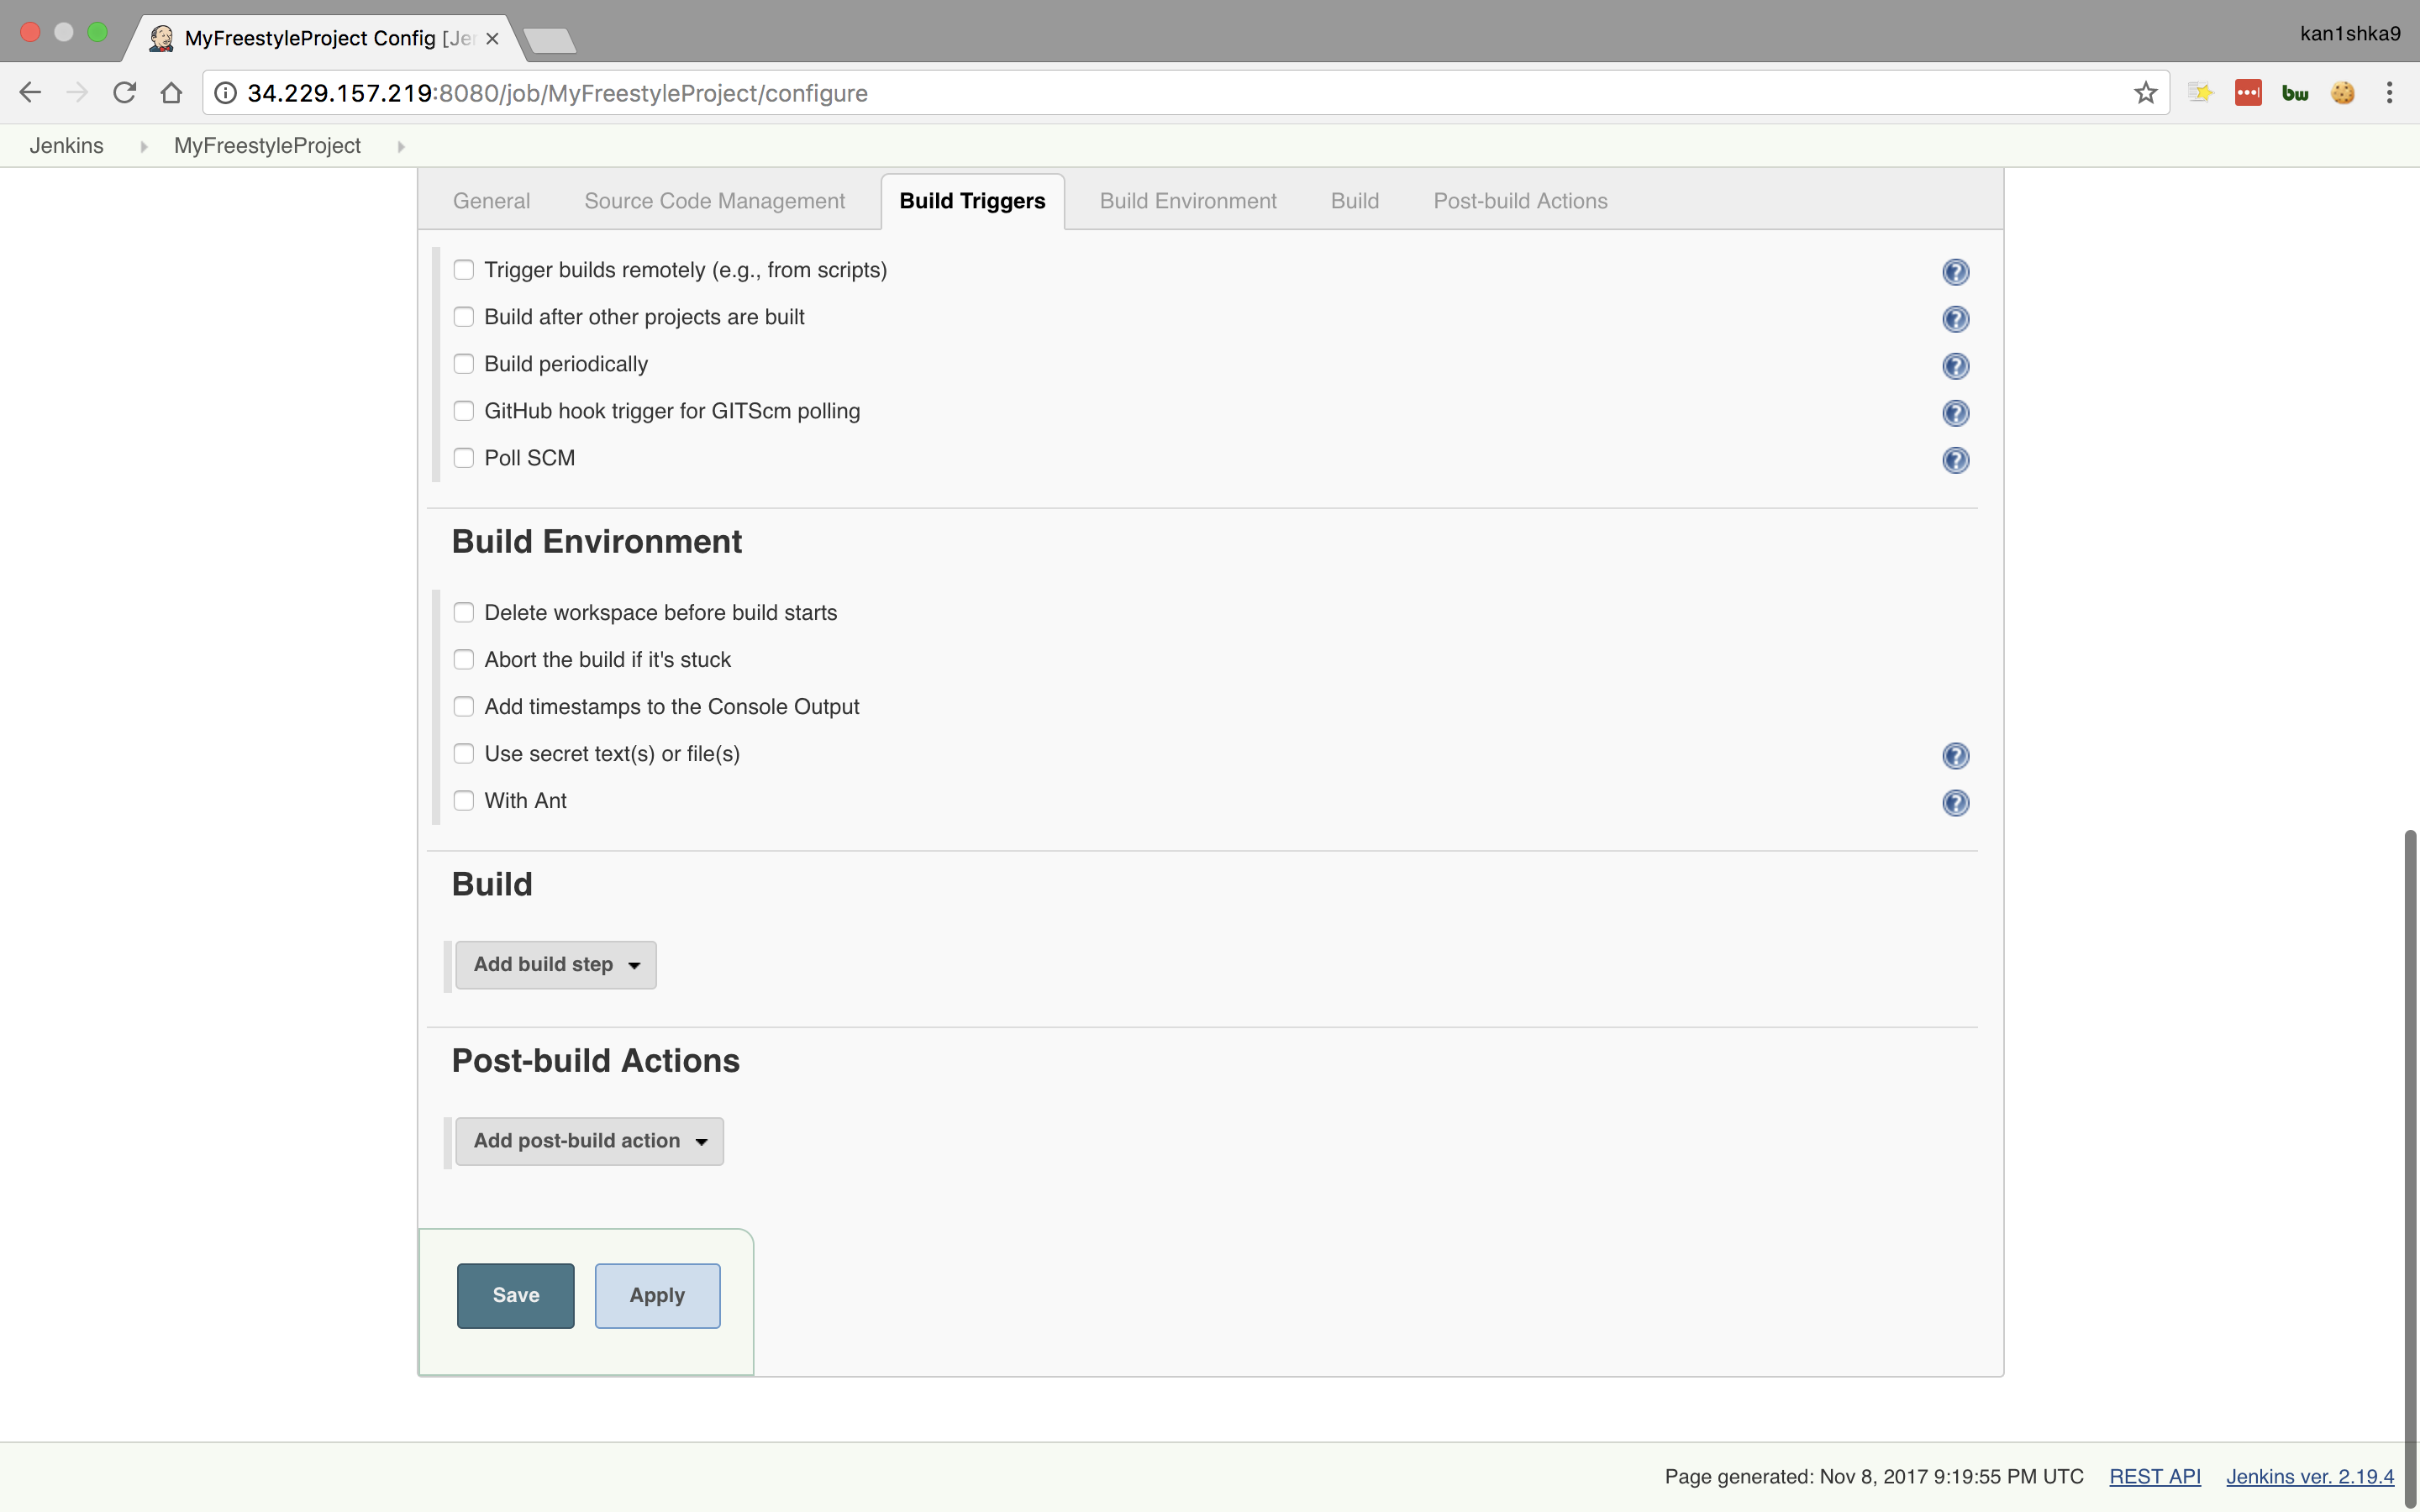 MyFreestyleProject Config [Je
kan1shka9
34.229.157.219:8080/job/MyFreestyleProject/configure
bw
Jenkins MyFreestyleProject
General Source Code Management Build Triggers Build Environment Build Post-build Actions
Trigger builds remotely (e.g., from scripts)
Build after other projects are built
Build periodically
GitHub hook trigger for GITScm polling
Poll SCM
Build Environment
Delete workspace before build starts
Abort the build if it's stuck
Add timestamps to the Console Output
Use secret text(s) or file(s)
With Ant
Build
Add build step
Post-build Actions
Add post-build action
Save Apply
Page generated: Nov 8, 2017 9:19:55 PM UTC REST API Jenkins ver. 2.19.4